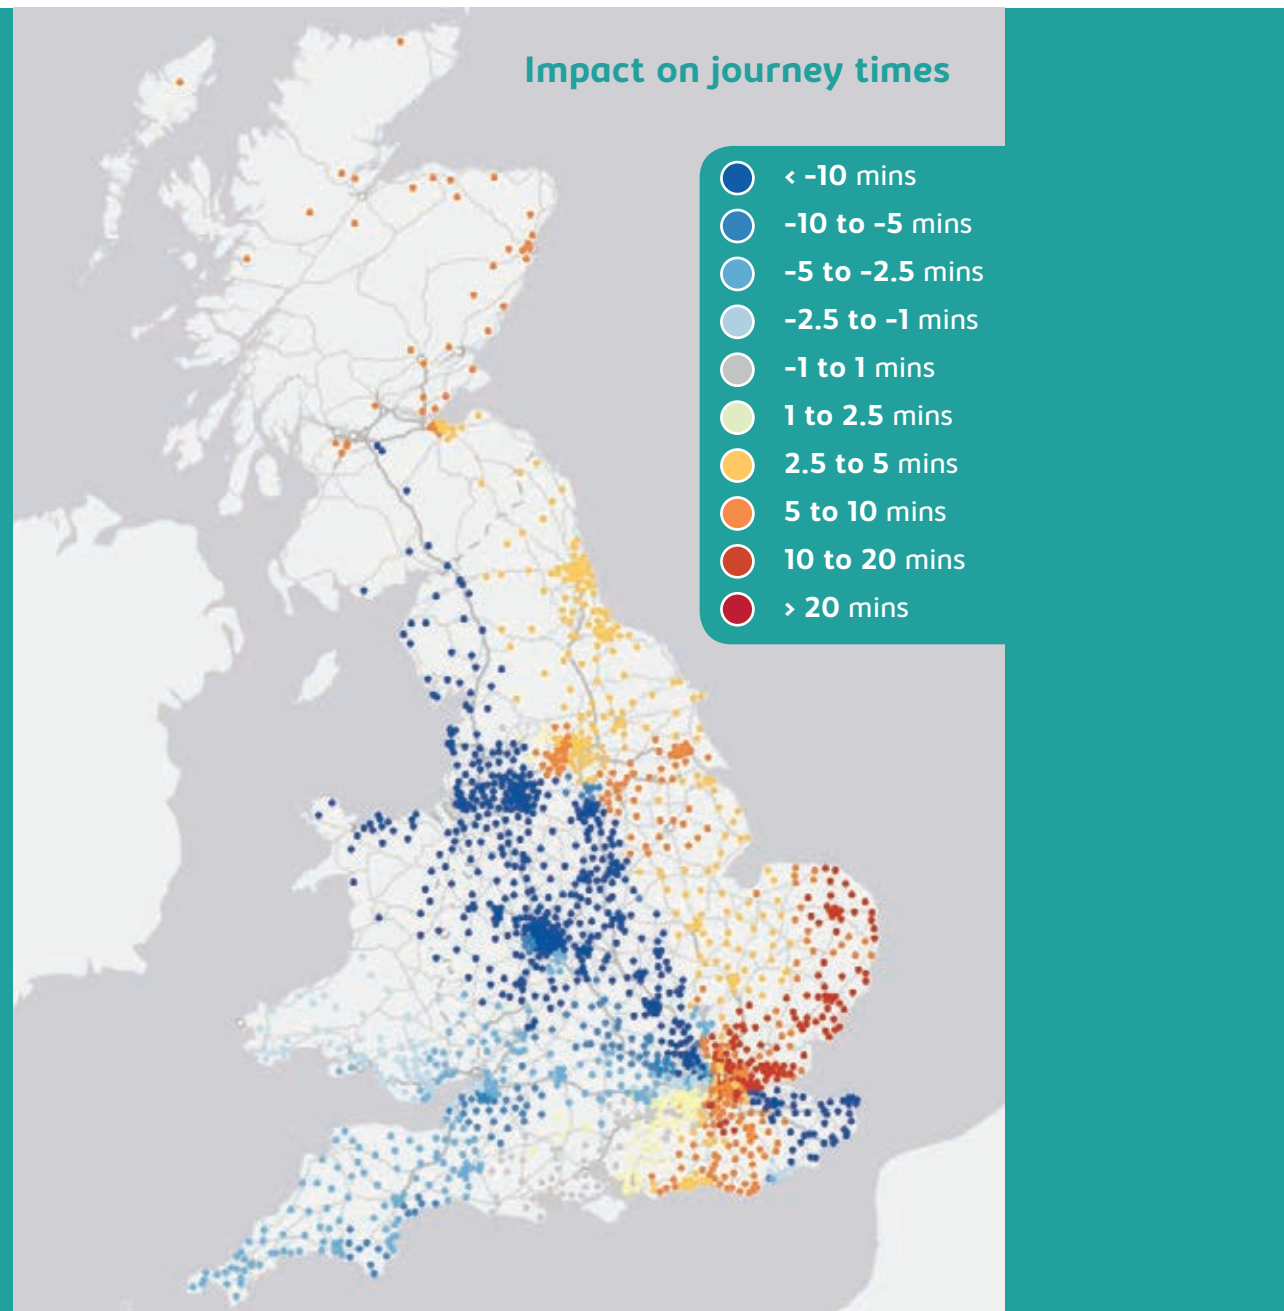 Impact on journey times
< -10 mins
-10 to -5 mins
-5 to -2.5 mins
-2.5 to -1 mins
-1 to 1 mins
1 to 2.5 mins
2.5 to 5 mins
5 to 10 mins
10 to 20 mins
> 20 mins